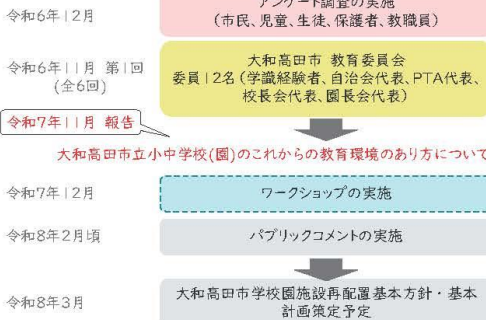 アンケート調査の実施
令和6年12月
（市民、児童、生徒、保護者、教職員）
大和高田市 教育委員会
令和6年11月 第1回
（全6回）
委員12名（学識経験者、自治会代表、PTA代表、
校長会代表、園長会代表）
令和7年11月 報告
大和高田市立小中学校(園)のこれからの教育環境のあり方について
令和7年12月
ワークショップの実施
令和8年2月頃
パブリックコメントの実施
令和8年3月
大和高田市学校園施設再配置基本方針・基本
計画策定予定